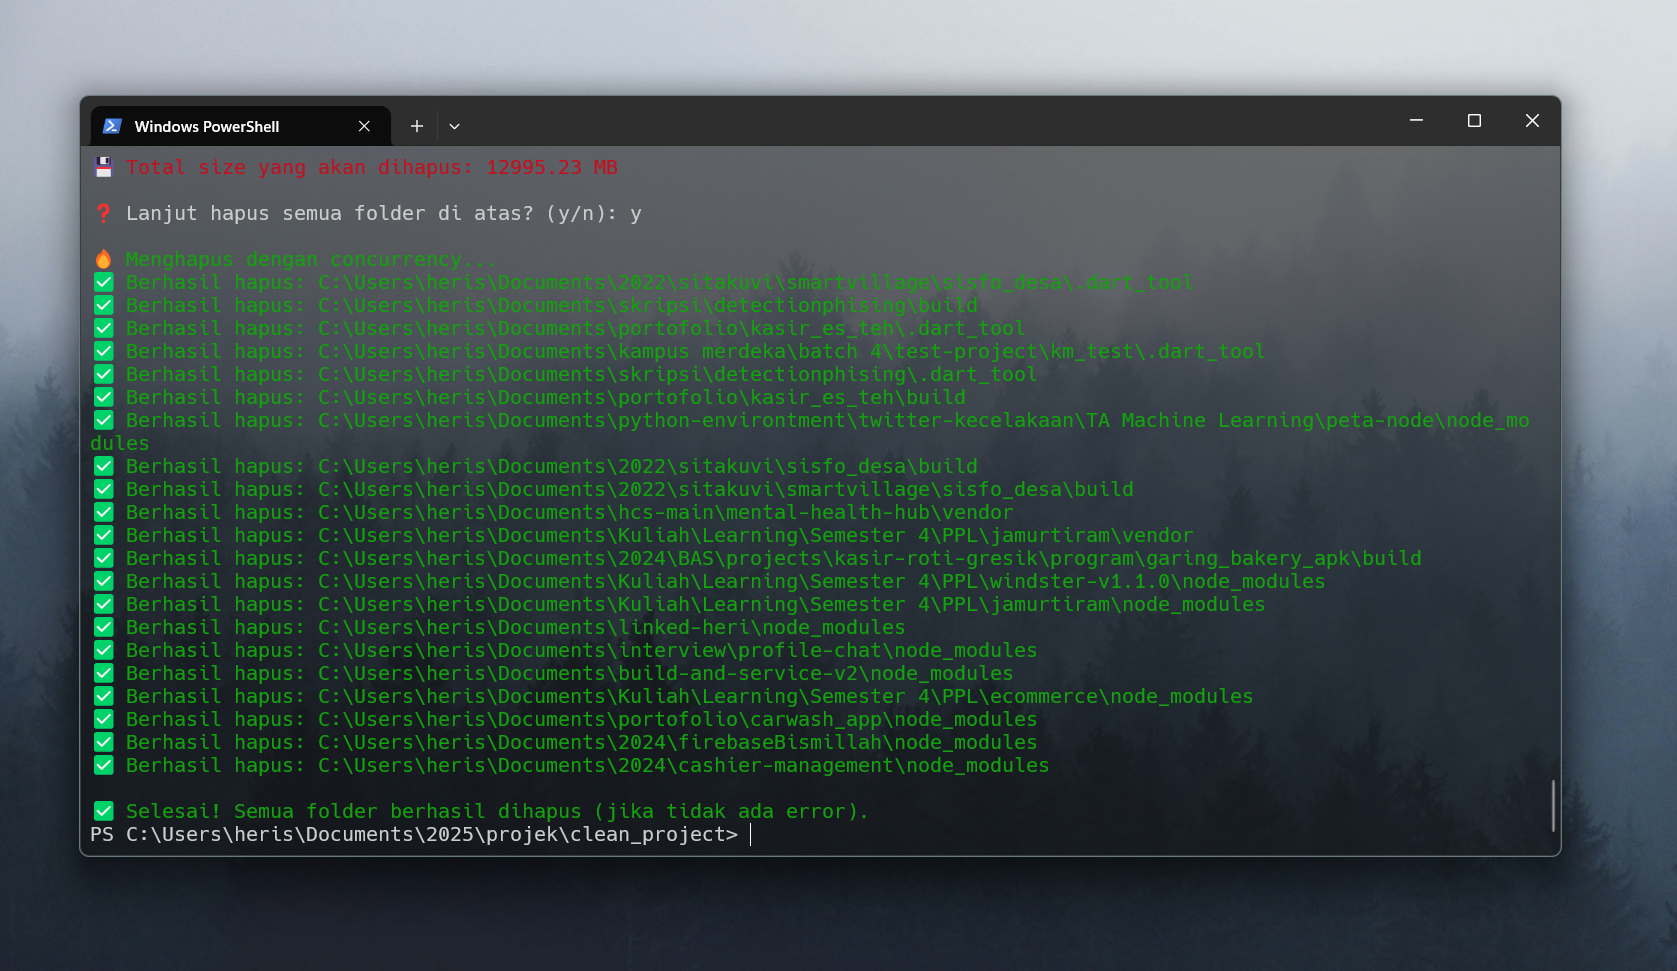 Windows PowerShell
Total size yang akan dihapus: 12995.23 MB
Lanjut hapus semua folder di atas? (y/n): y
Menghapus dengan concurrency...
Berhasil hapus: C:\Users\heris\Documents\2022\sitakuvi\smartvillage\sisfo_desa\.dart_tool
Berhasil hapus: C:\Users\heris\Documents\skripsi\detectionphising\build
Berhasil hapus: C:\Users\heris\Documents\portofolio\kasir_es_teh\.dart_tool
Berhasil hapus: C:\Users\heris\Documents\kampus merdeka\batch 4\test-project\km_test\.dart_tool
Berhasil hapus: C:\Users\heris\Documents\skripsi\detectionphising\.dart_tool
Berhasil hapus: C:\Users\heris\Documents\portofolio\kasir_es_teh\build
Berhasil hapus: C:\Users\heris\Documents\python-environtment\twitter-kecelakaan\TA Machine Learning\peta-node\node_mo
dules
Berhasil hapus: C:\Users\heris\Documents\2022\sitakuvi\sisfo_desa\build
Berhasil hapus: C:\Users\heris\Documents\2022\sitakuvi\smartvillage\sisfo_desa\build
Berhasil hapus: C:\Users\heris\Documents\hcs-main\mental-health-hub\vendor
Berhasil hapus: C:\Users\heris\Documents\Kuliah\Learning\Semester 4\PPL\jamurtiram\vendor
Berhasil hapus: C:\Users\heris\Documents\2024\BAS\projects\kasir-roti-gresik\program\garing_bakery_apk\build
Berhasil hapus: C:\Users\heris\Documents\Kuliah\Learning\Semester 4\PPL\windster-v1.1.0\node_modules
Berhasil hapus: C:\Users\heris\Documents\Kuliah\Learning\Semester 4\PPL\jamurtiram\node_modules
Berhasil hapus: C:\Users\heris\Documents\linked-heri\node_modules
Berhasil hapus: C:\Users\heris\Documents\interview\profile-chat\node_modules
Berhasil hapus: C:\Users\heris\Documents\build-and-service-v2\node_modules
Berhasil hapus: C:\Users\heris\Documents\Kuliah\Learning\Semester 4\PPL\ecommerce\node_modules
Berhasil hapus: C:\Users\heris\Documents\portofolio\carwash_app\node_modules
Berhasil hapus: C:\Users\heris\Documents\2024\firebaseBismillah\node_modules
Berhasil hapus: C:\Users\heris\Documents\2024\cashier-management\node_modules
Selesai! Semua folder berhasil dihapus (jika tidak ada error).
PS C:\Users\heris\Documents\2025\projek\clean_project>